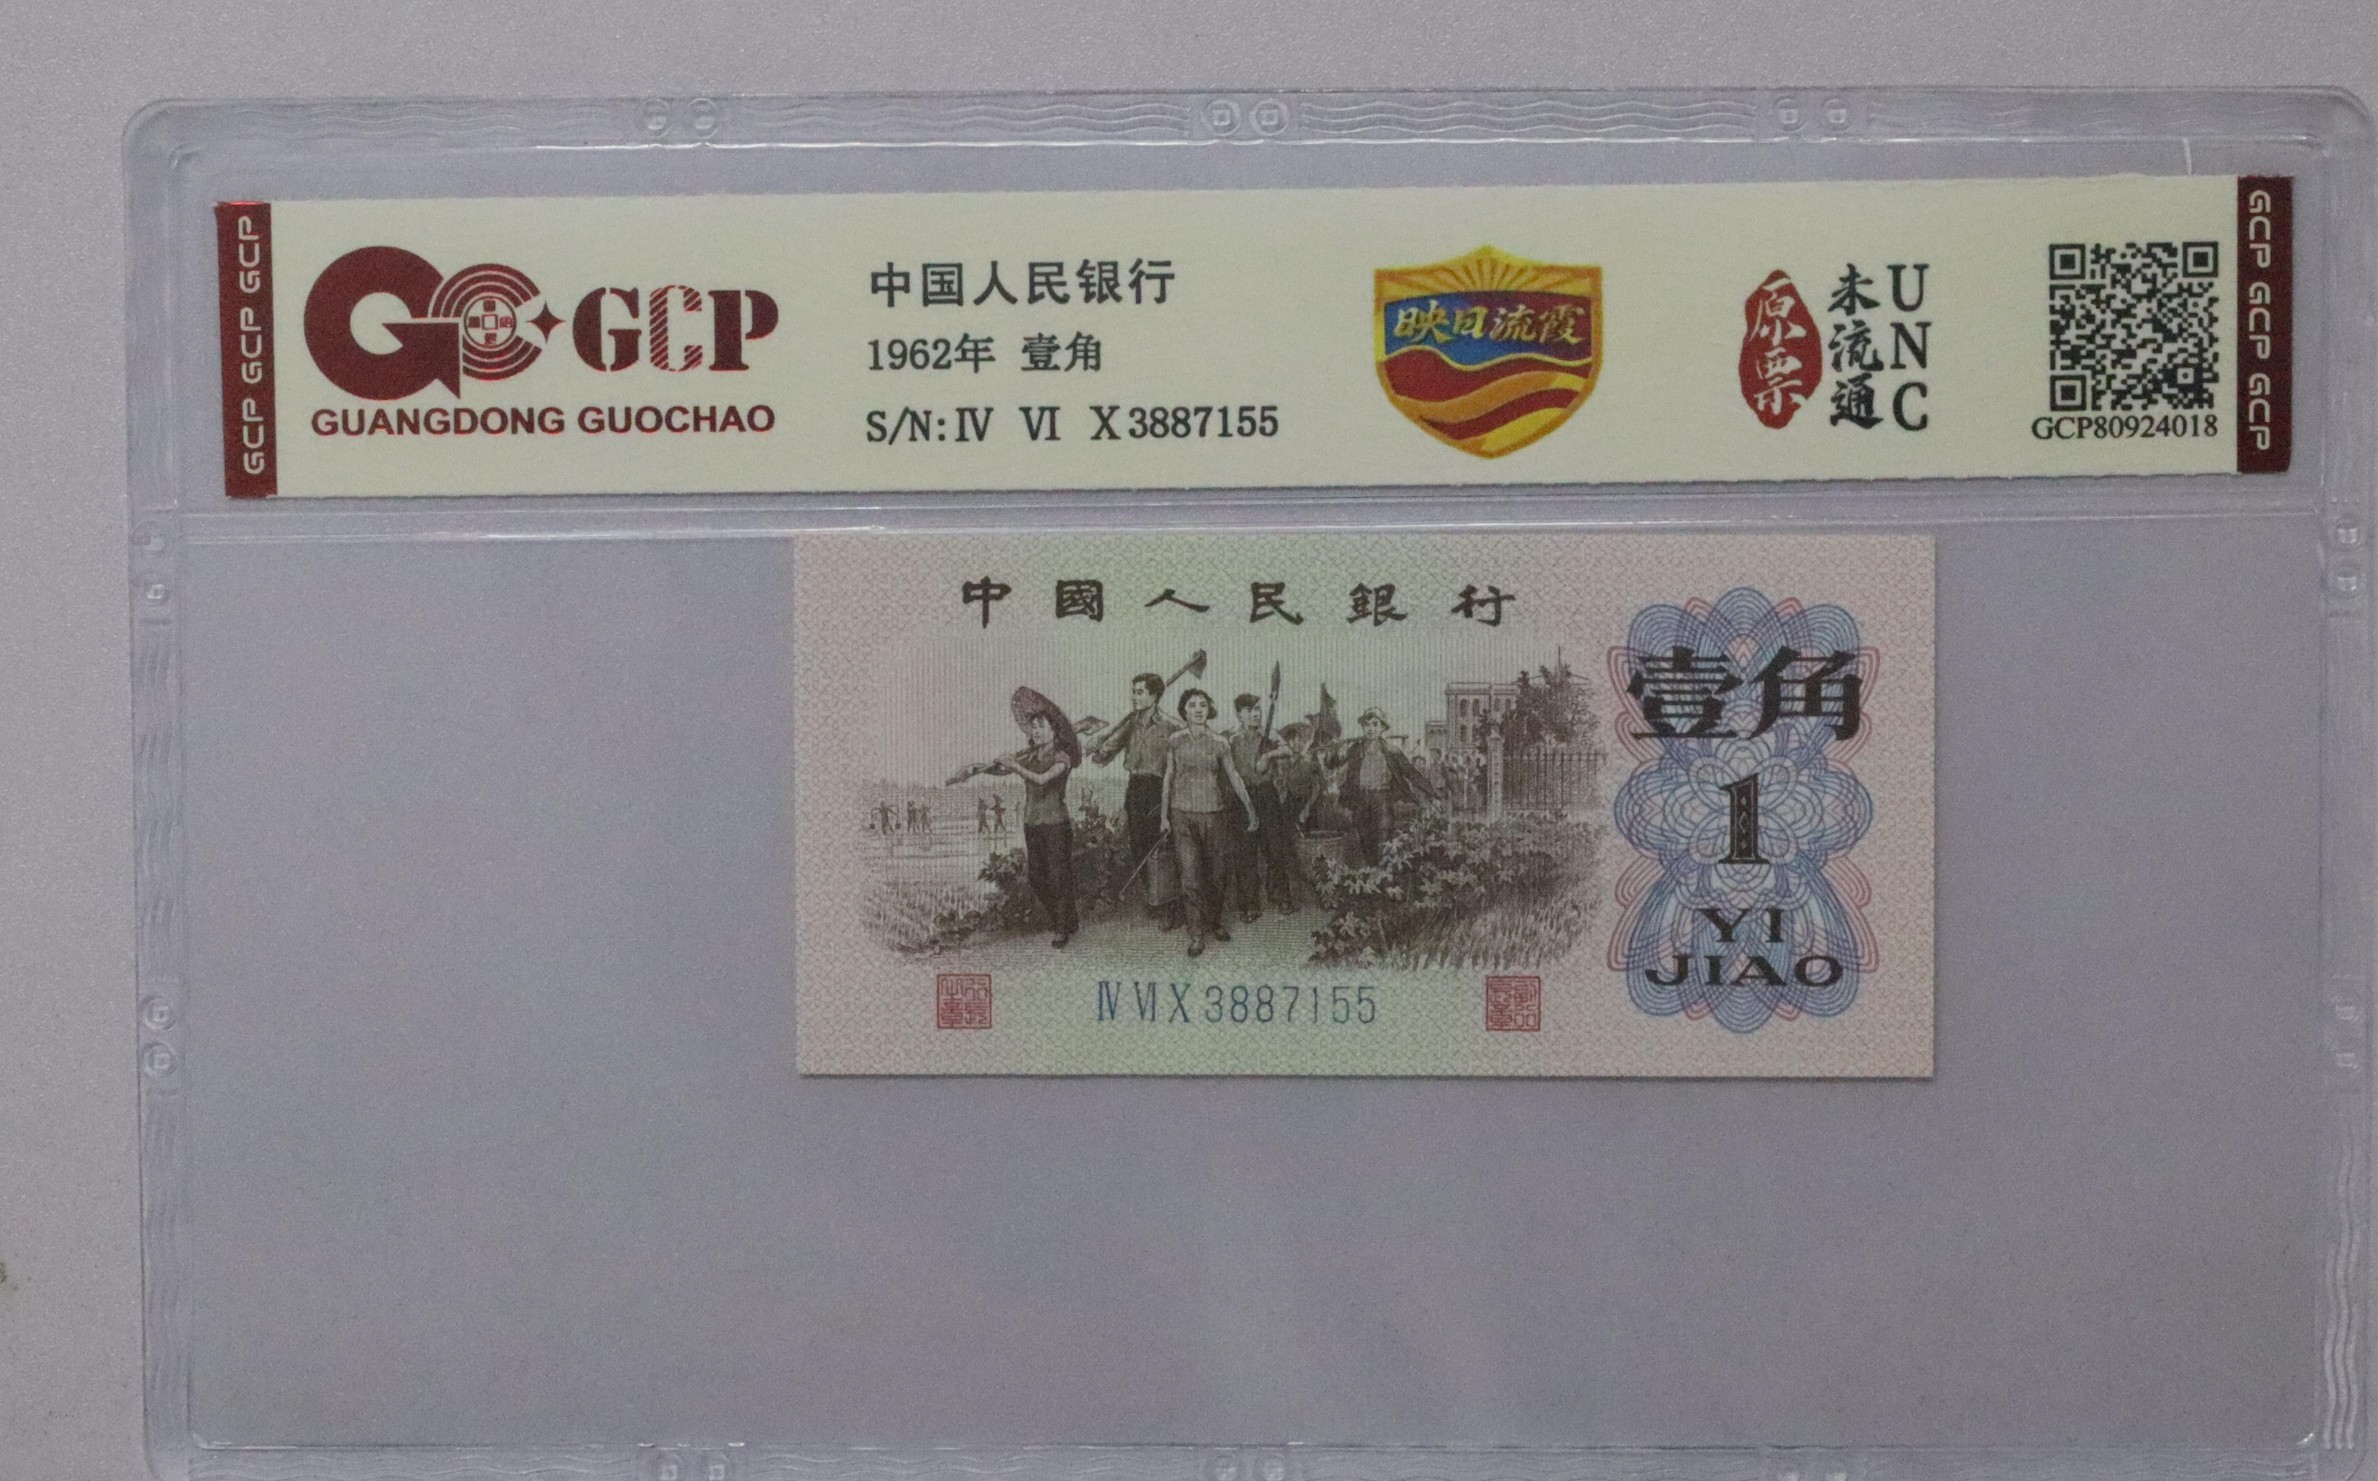 GCP GCP GCP
GCP
GUANGDONG GUOCHAO
中国人民银行
1962年 壹角
S/N: IV VI X 3887155
映日流霞
原票
未流通
UNC
GCP80924018
GCP GCP GCP
中國人民銀行
壹角
1
YI
JIAO
IV VI X 3887155